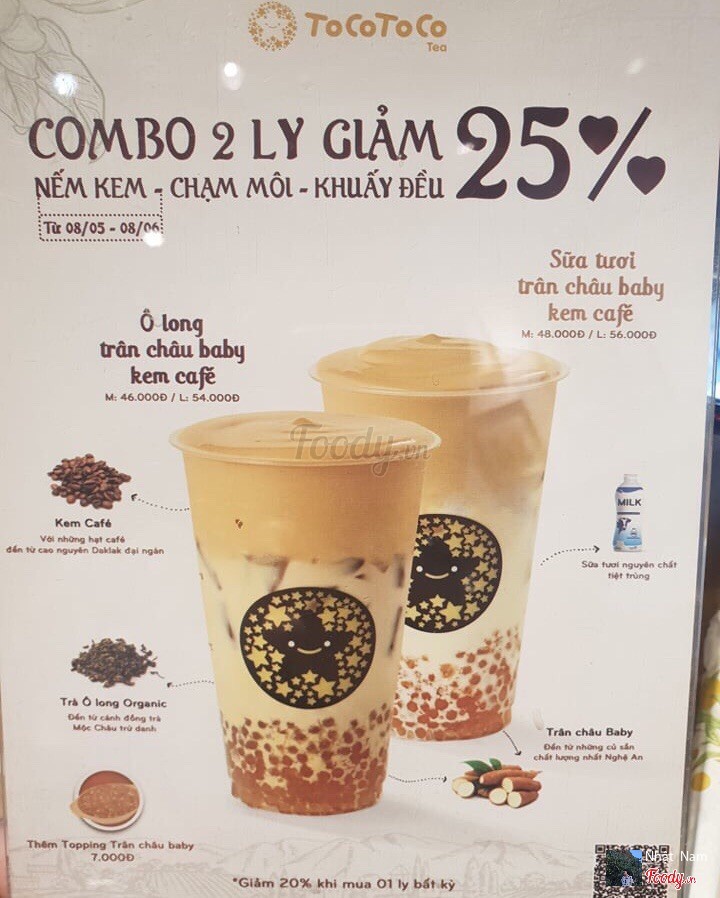 ToCoToCo
Tea
COMBO 2 LY GIẢM 25%
NẾM KEM - CHẠM MÔI - KHUẤY ĐỀU
Từ 08/05 - 08/06
Sữa tươi
trân châu baby
kem café
M: 48.000Đ / L: 56.000Đ
Ô long
trân châu baby
kem café
M: 46.000Đ / L: 54.000Đ
Foody.vn
Kem Café
Với những hạt café
đến từ cao nguyên Daklak đại ngàn
MILK
Sữa tươi nguyên chất
tiệt trùng
Trà Ô long Organic
Đến từ cánh đồng trà
Mộc Châu trứ danh
Trân châu Baby
Đến từ những củ sắn
chất lượng nhất Nghệ An
Thêm Topping Trân châu baby
7.000Đ
*Giảm 20% khi mua 01 ly bất kỳ
Nhat Nam
Foody.vn